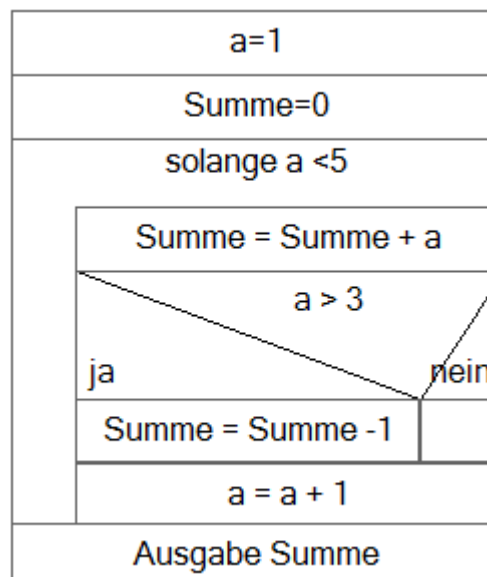 a=1
Summe=0
solange a <5
Summe = Summe + a
a > 3
ja
nein
Summe = Summe -1
a = a + 1
Ausgabe Summe